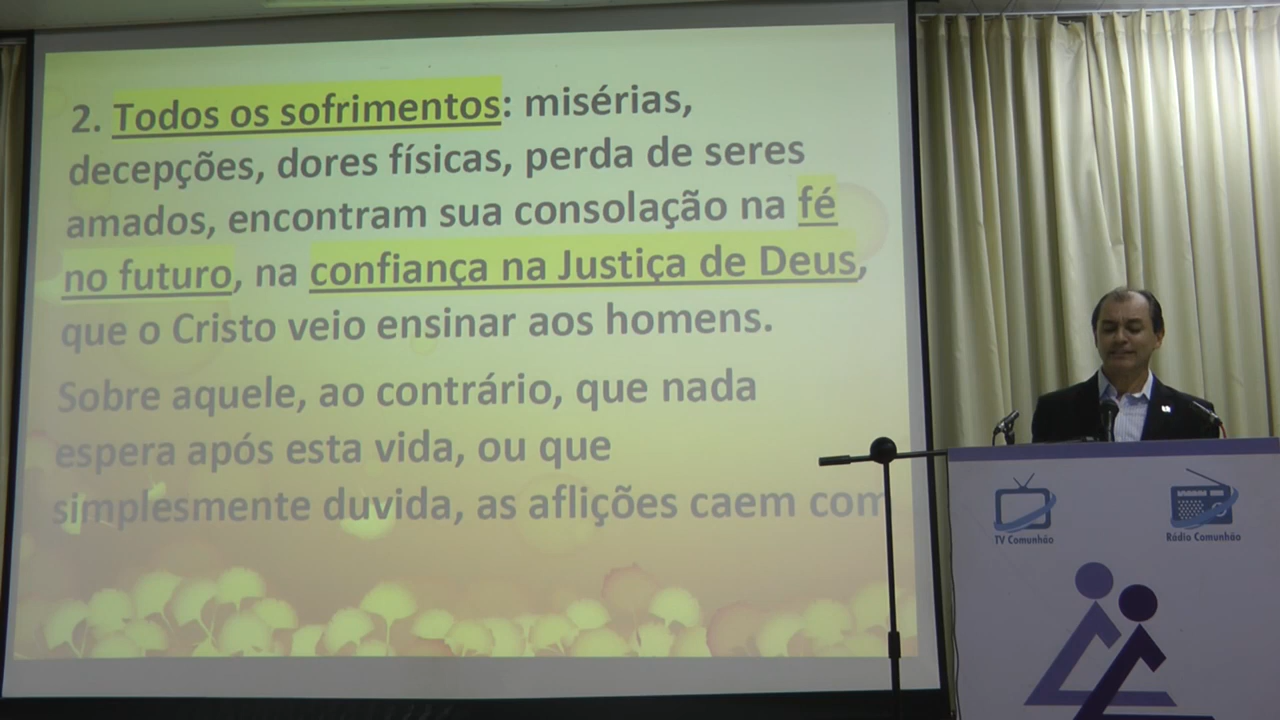 2. Todos os sofrimentos: misérias,
decepções, dores físicas, perda de seres
amados, encontram sua consolação na fé
no futuro, na confiança na Justiça de Deus,
que o Cristo veio ensinar aos homens.
Sobre aquele, ao contrário, que nada
espera após esta vida, ou que
simplesmente duvida, as aflições caem com
TV Comunhão
Rádio Comunhão